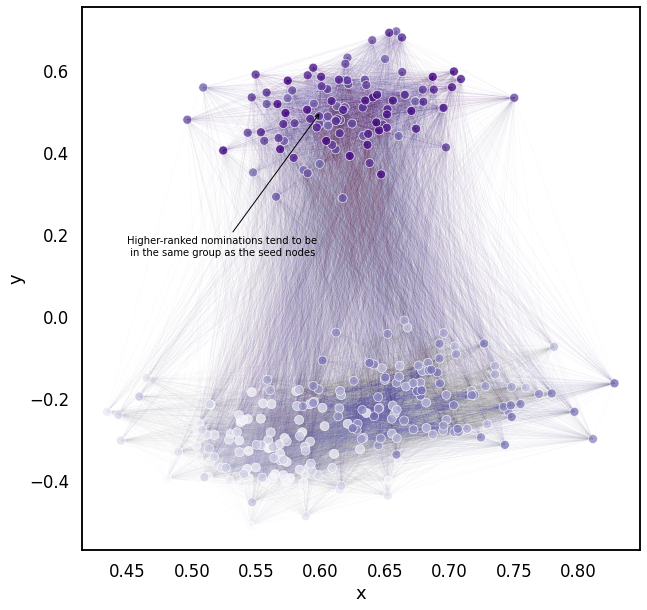 0.6
0.4
0.2
0.0
−0.2
−0.4
y
Higher-ranked nominations tend to be
in the same group as the seed nodes
0.45 0.50 0.55 0.60 0.65 0.70 0.75 0.80
x